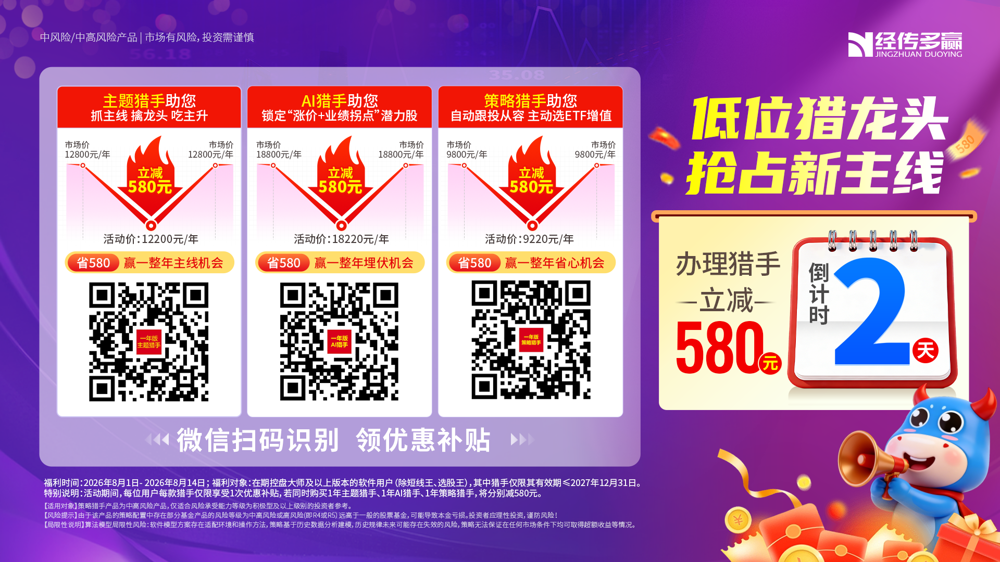 中风险/中高风险产品 | 市场有风险，投资需谨慎
经传多赢
JINGZHUAN DUOYING
主题猎手助您
抓主线 擒龙头 吃主升
市场价
12800元/年
市场价
12800元/年
立减
580元
活动价：12200元/年
省580 赢一整年主线机会
一年版
主题猎手
AI猎手助您
锁定“涨价+业绩拐点”潜力股
市场价
18800元/年
市场价
18800元/年
立减
580元
活动价：18220元/年
省580 赢一整年埋伏机会
一年版
AI猎手
策略猎手助您
自动跟投从容 主动选ETF增值
市场价
9800元/年
市场价
9800元/年
立减
580元
活动价：9220元/年
省580 赢一整年省心机会
一年版
策略猎手
微信扫码识别 领优惠补贴
低位猎龙头
抢占新主线
580
办理猎手
立减
580元
倒计时
2天
福利时间：2026年8月1日- 2026年8月14日；福利对象：在期控盘大师及以上版本的软件用户（除短线王、选股王），其中猎手仅限其有效期≤2027年12月31日。
特别说明：活动期间，每位用户每款猎手仅限享受1次优惠补贴，若同时购买1年主题猎手、1年AI猎手、1年策略猎手，将分别减580元。
【适用对象】策略猎手产品为中高风险产品，仅适合风险承受能力等级为积极型及以上级别的投资者参考。
【风险提示】由于该产品的策略配置中存在部分基金产品的风险等级为中高风险或高风险(即R4或R5）远高于一般的股票基金，可能导致本金亏损。投资者应理性投资，谨防风险！
【局限性说明】算法模型局限性风险：软件模型方案存在适配环境和操作方法，策略基于历史数据分析建模，历史规律未来可能存在失效的风险，策略无法保证在任何市场条件下均可取得超额收益等情况。
56.18
35.08